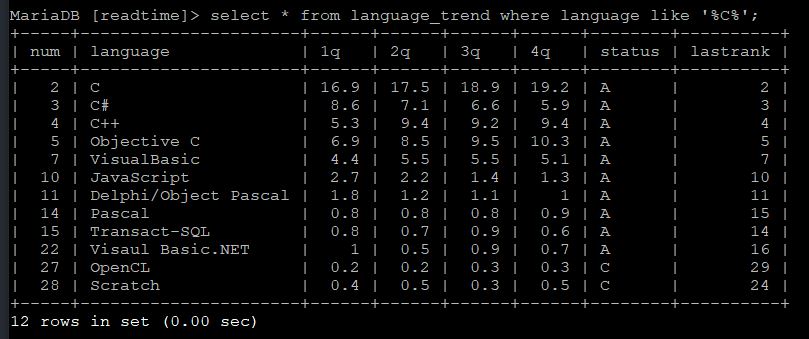 MariaDB [readtime]> select * from language_trend where language like '%C%';
+-----+----------------------+------+------+------+------+--------+----------+
| num | language             | 1q   | 2q   | 3q   | 4q   | status | lastrank |
+-----+----------------------+------+------+------+------+--------+----------+
|   2 | C                    | 16.9 | 17.5 | 18.9 | 19.2 | A      |        2 |
|   3 | C#                   |  8.6 |  7.1 |  6.6 |  5.9 | A      |        3 |
|   4 | C++                  |  5.3 |  9.4 |  9.2 |  9.4 | A      |        4 |
|   5 | Objective C          |  6.9 |  8.5 |  9.5 | 10.3 | A      |        5 |
|   7 | VisualBasic          |  4.4 |  5.5 |  5.5 |  5.1 | A      |        7 |
|  10 | JavaScript           |  2.7 |  2.2 |  1.4 |  1.3 | A      |       10 |
|  11 | Delphi/Object Pascal |  1.8 |  1.2 |  1.1 |    1 | A      |       11 |
|  14 | Pascal               |  0.8 |  0.8 |  0.8 |  0.9 | A      |       15 |
|  15 | Transact-SQL         |  0.8 |  0.7 |  0.9 |  0.6 | A      |       14 |
|  22 | Visaul Basic.NET     |    1 |  0.5 |  0.9 |  0.7 | A      |       16 |
|  27 | OpenCL               |  0.2 |  0.2 |  0.3 |  0.3 | C      |       29 |
|  28 | Scratch              |  0.4 |  0.5 |  0.3 |  0.5 | C      |       24 |
+-----+----------------------+------+------+------+------+--------+----------+
12 rows in set (0.00 sec)